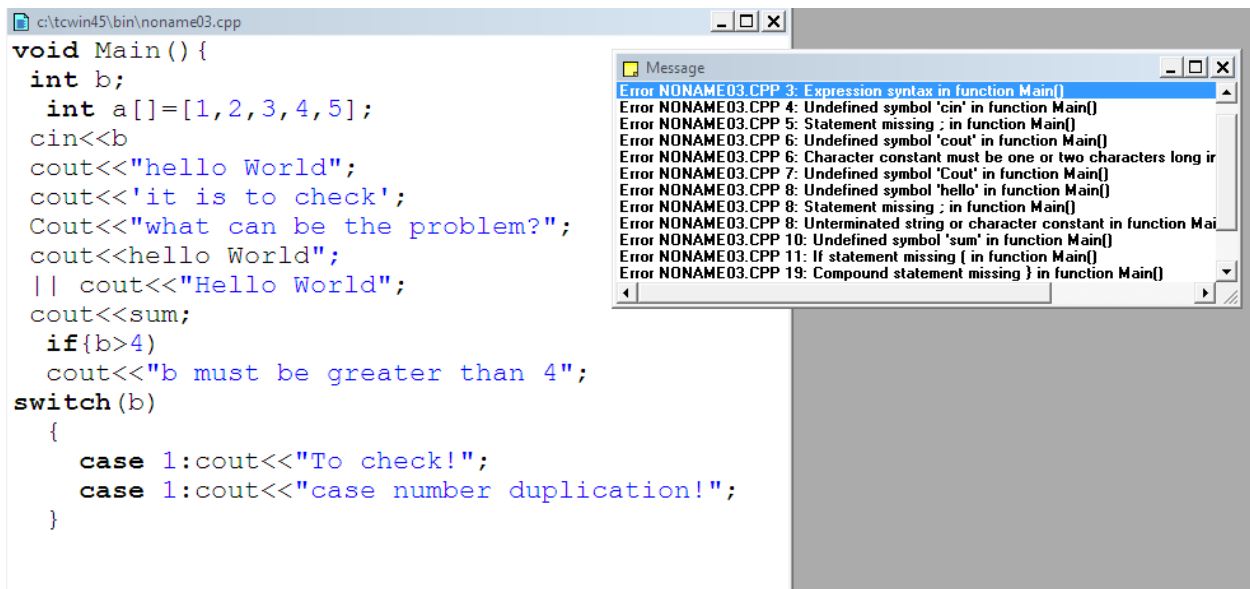 c:\tcwin45\bin\noname03.cpp
void Main(){
int b;
int a[]=[1,2,3,4,5];
cin<<b
cout<<"hello World";
cout<<'it is to check';
Cout<<"what can be the problem?";
cout<<hello World";
|| cout<<"Hello World";
cout<<sum;
if{b>4)
cout<<"b must be greater than 4";
switch(b)
{
case 1:cout<<"To check!";
case 1:cout<<"case number duplication!";
}
Message
Error NONAME03.CPP 3: Expression syntax in function Main()
Error NONAME03.CPP 4: Undefined symbol 'cin' in function Main()
Error NONAME03.CPP 5: Statement missing ; in function Main()
Error NONAME03.CPP 6: Undefined symbol 'cout' in function Main()
Error NONAME03.CPP 6: Character constant must be one or two characters long in
Error NONAME03.CPP 7: Undefined symbol 'Cout' in function Main()
Error NONAME03.CPP 8: Undefined symbol 'hello' in function Main()
Error NONAME03.CPP 8: Statement missing ; in function Main()
Error NONAME03.CPP 8: Unterminated string or character constant in function Mai
Error NONAME03.CPP 10: Undefined symbol 'sum' in function Main()
Error NONAME03.CPP 11: If statement missing ( in function Main()
Error NONAME03.CPP 19: Compound statement missing } in function Main()